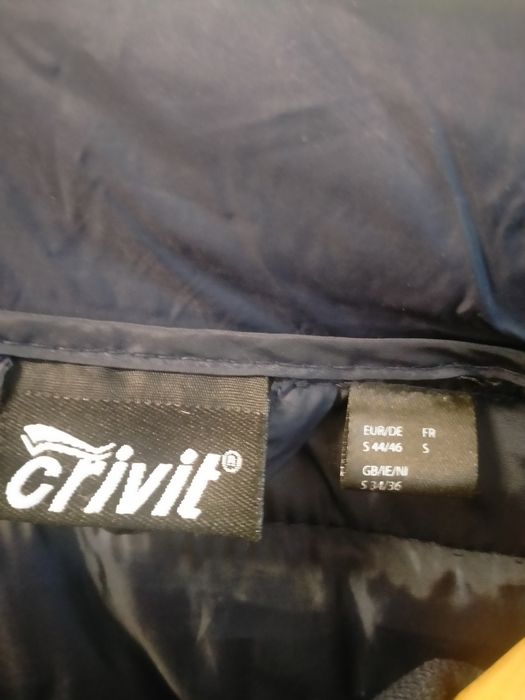 crivit®
EUR/DE FR
S 44/46 S
GB/IE/NI
S 34/36